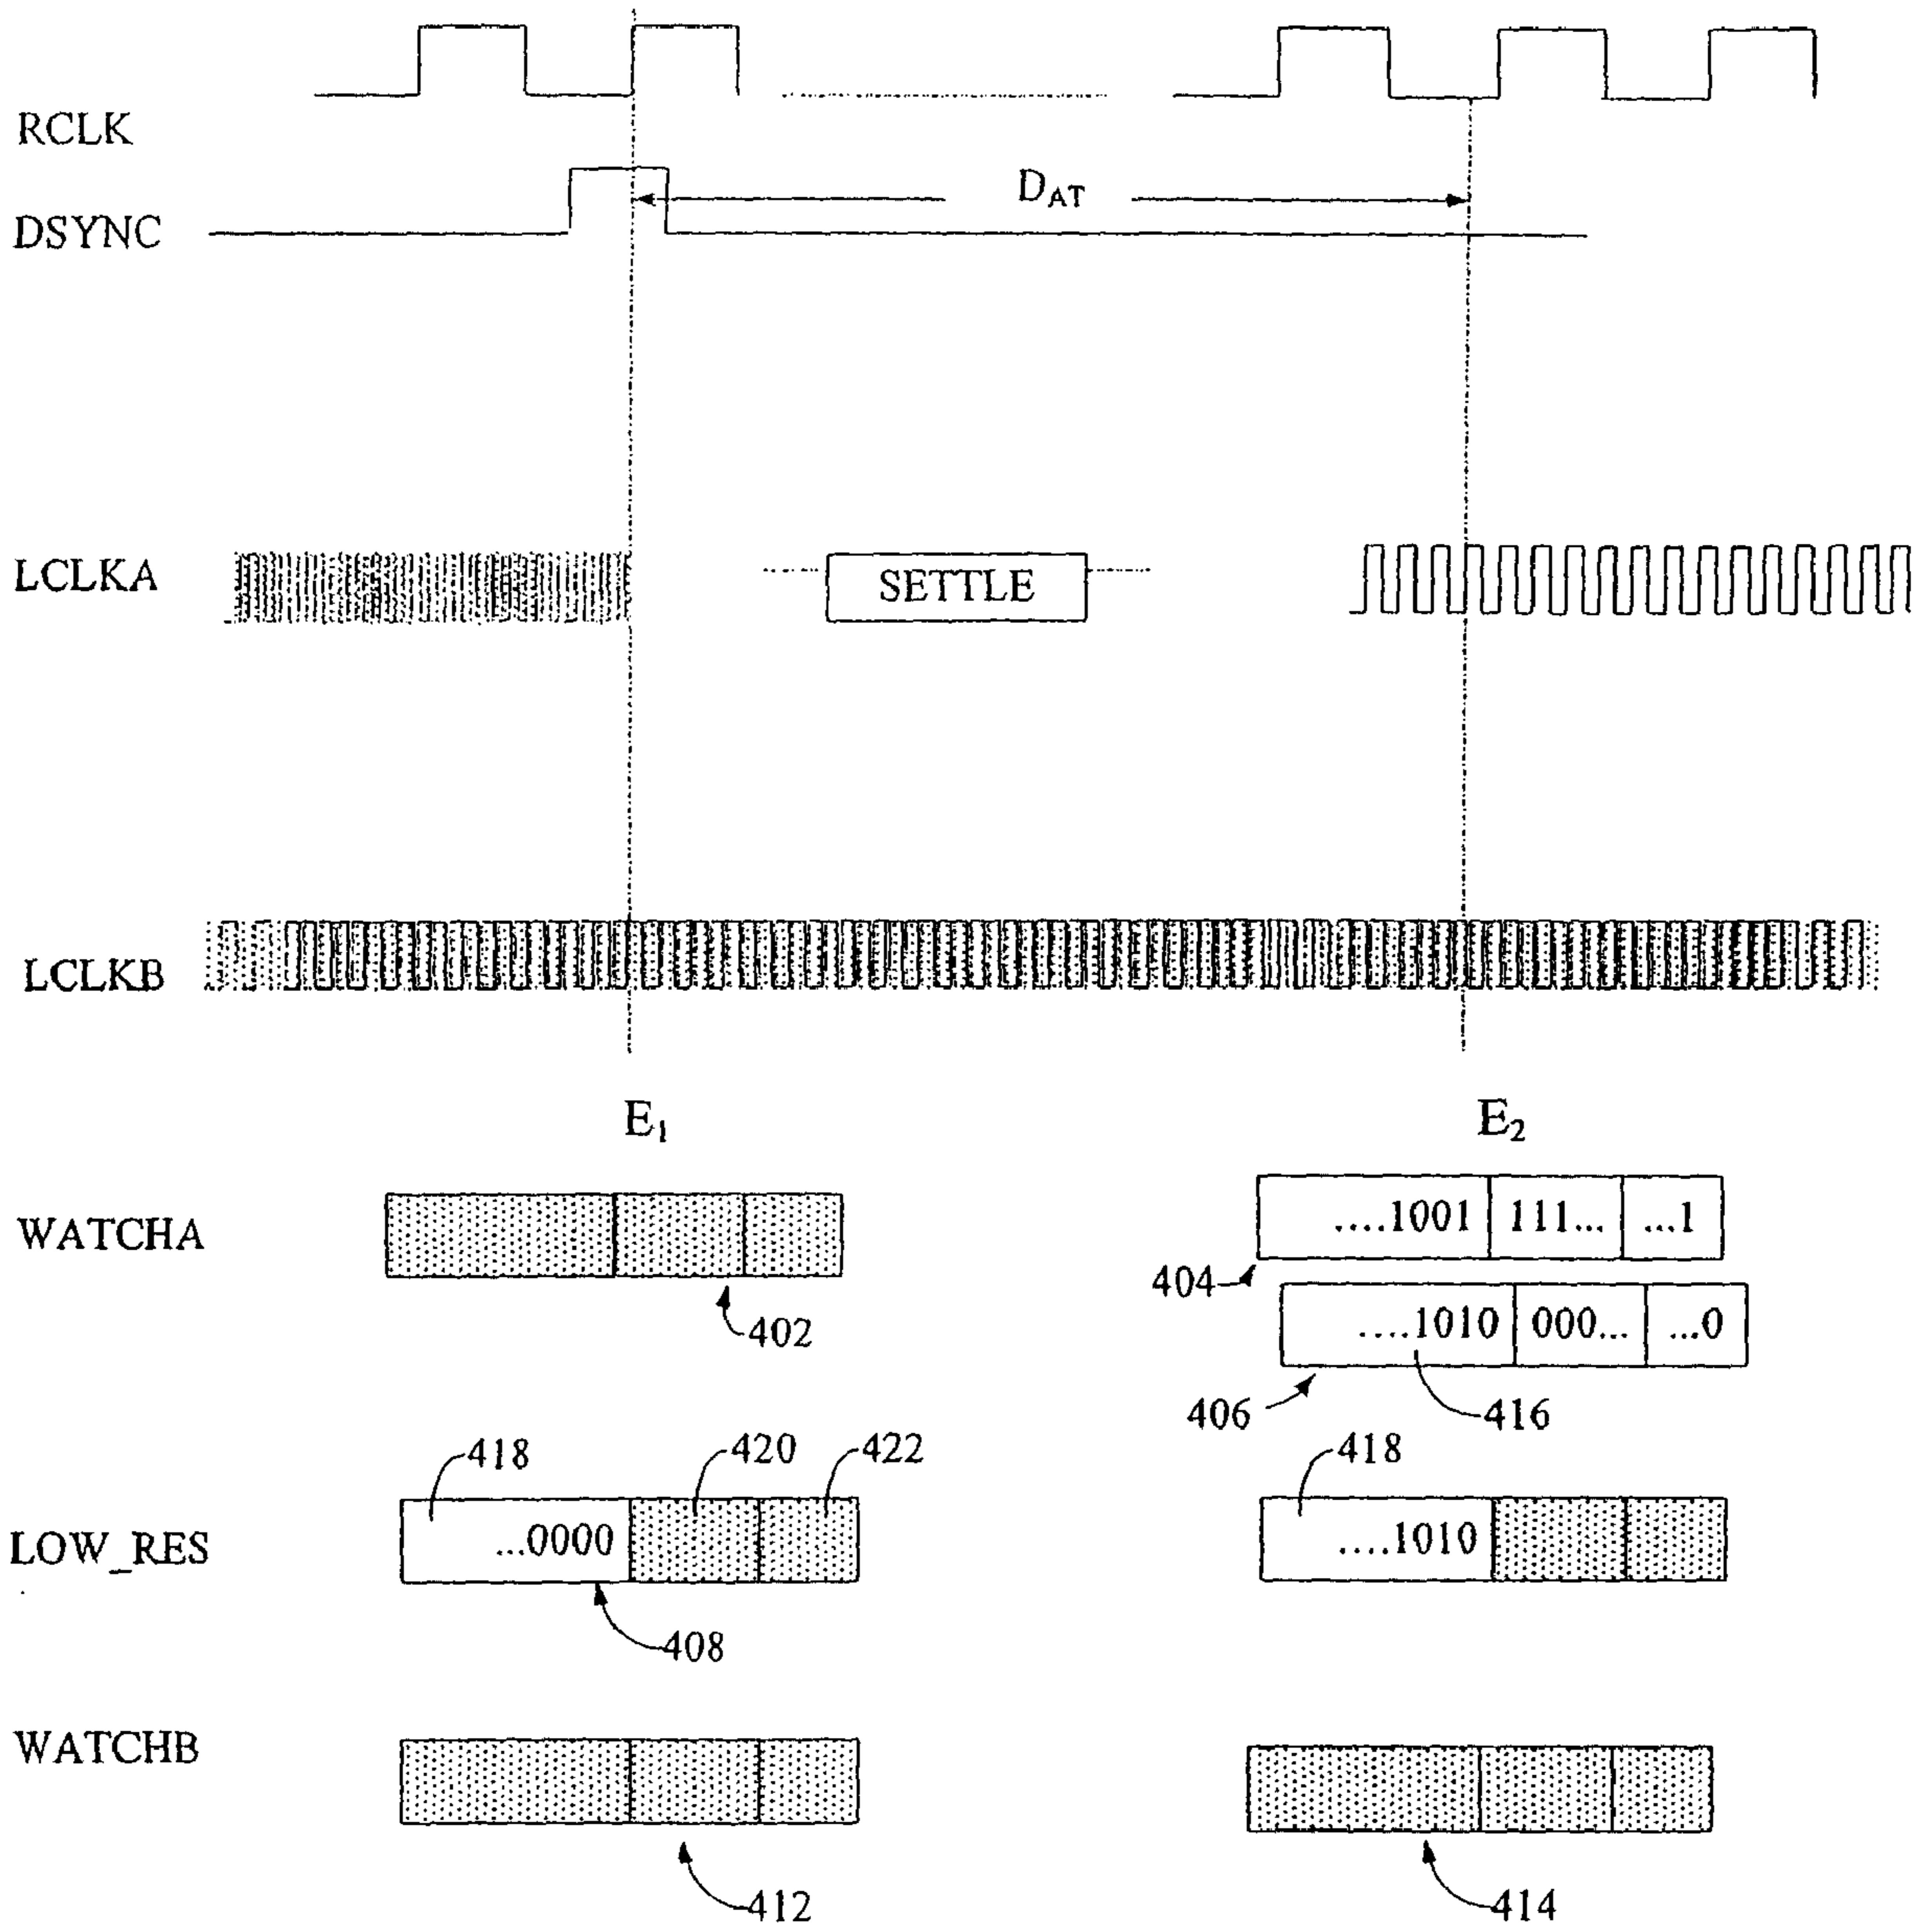 RCLK
DSYNC
D_AT
LCLKA
SETTLE
LCLKB
E₁
E₂
WATCHA
....1001 111... ...1
404
402
....1010 000... ...0
406
416
418
420
422
418
LOW_RES
...0000
....1010
408
WATCHB
412
414